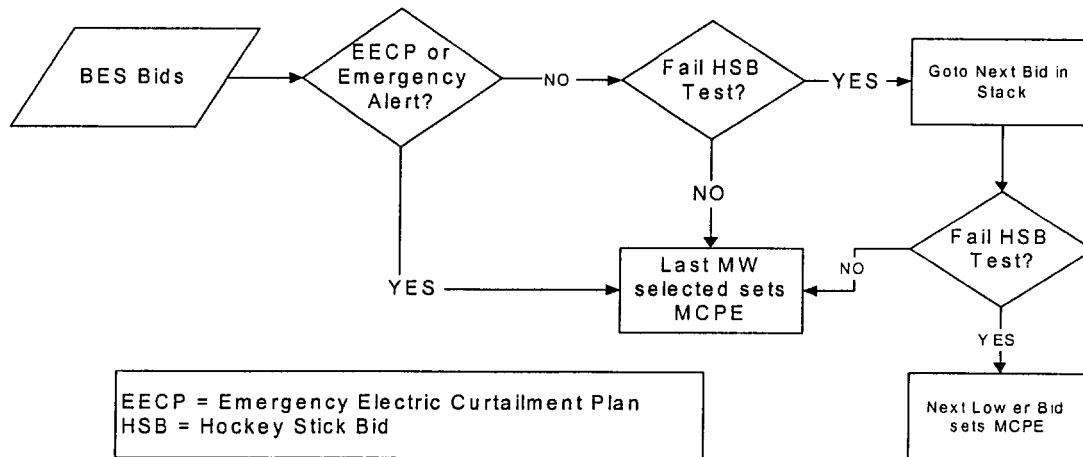 BES Bids
EECP or
Emergency
Alert?
NO
Fail HSB
Test?
YES
Goto Next Bid in
Stack
YES
NO
Last MW
selected sets
MCPE
NO
Fail HSB
Test?
YES
Next Lower Bid
sets MCPE
EECP = Emergency Electric Curtailment Plan
HSB = Hockey Stick Bid